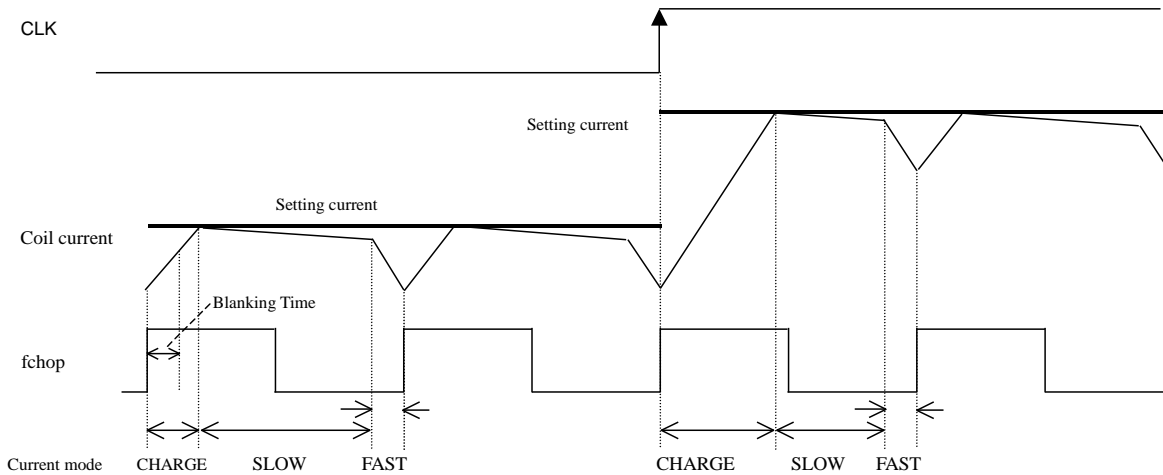 CLK
Setting current
Setting current
Coil current
Blanking Time
fchop
Current mode CHARGE SLOW FAST CHARGE SLOW FAST